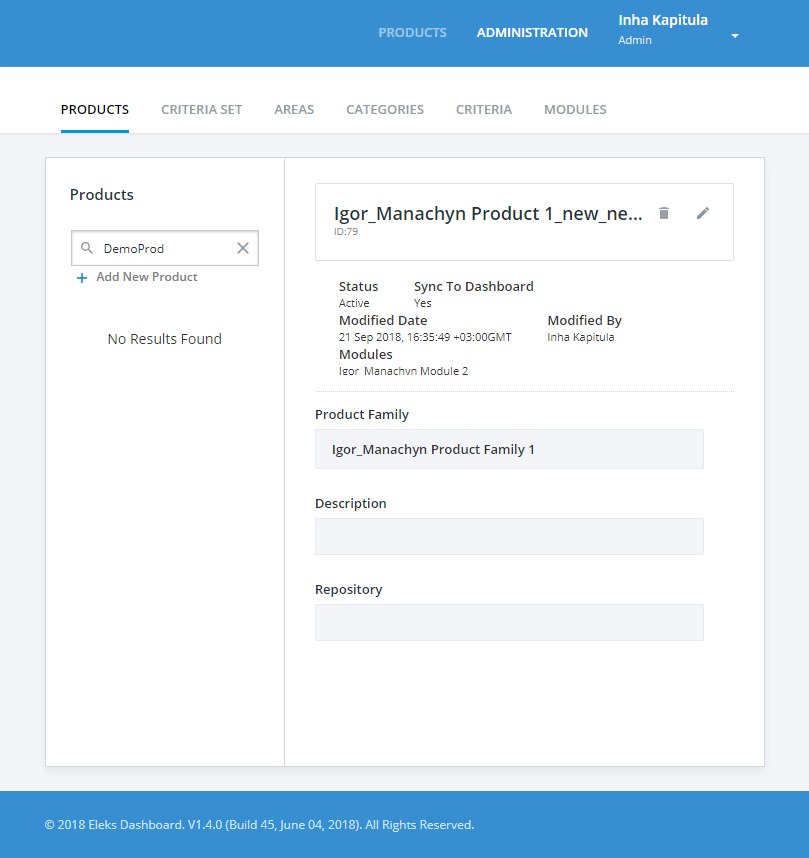 PRODUCTS
ADMINISTRATION
Inha Kapitula
Admin
PRODUCTS
CRITERIA SET
AREAS
CATEGORIES
CRITERIA
MODULES
Products
DemoProd
Add New Product
No Results Found
Igor_Manachyn Product 1_new_ne...
ID:79
Status
Sync To Dashboard
Active
Yes
Modified Date
Modified By
21 Sep 2018, 16:35:49 +03:00GMT
Inha Kapitula
Modules
Igor_Manachyn Module 2
Product Family
Igor_Manachyn Product Family 1
Description
Repository
© 2018 Eleks Dashboard. V1.4.0 (Build 45, June 04, 2018). All Rights Reserved.